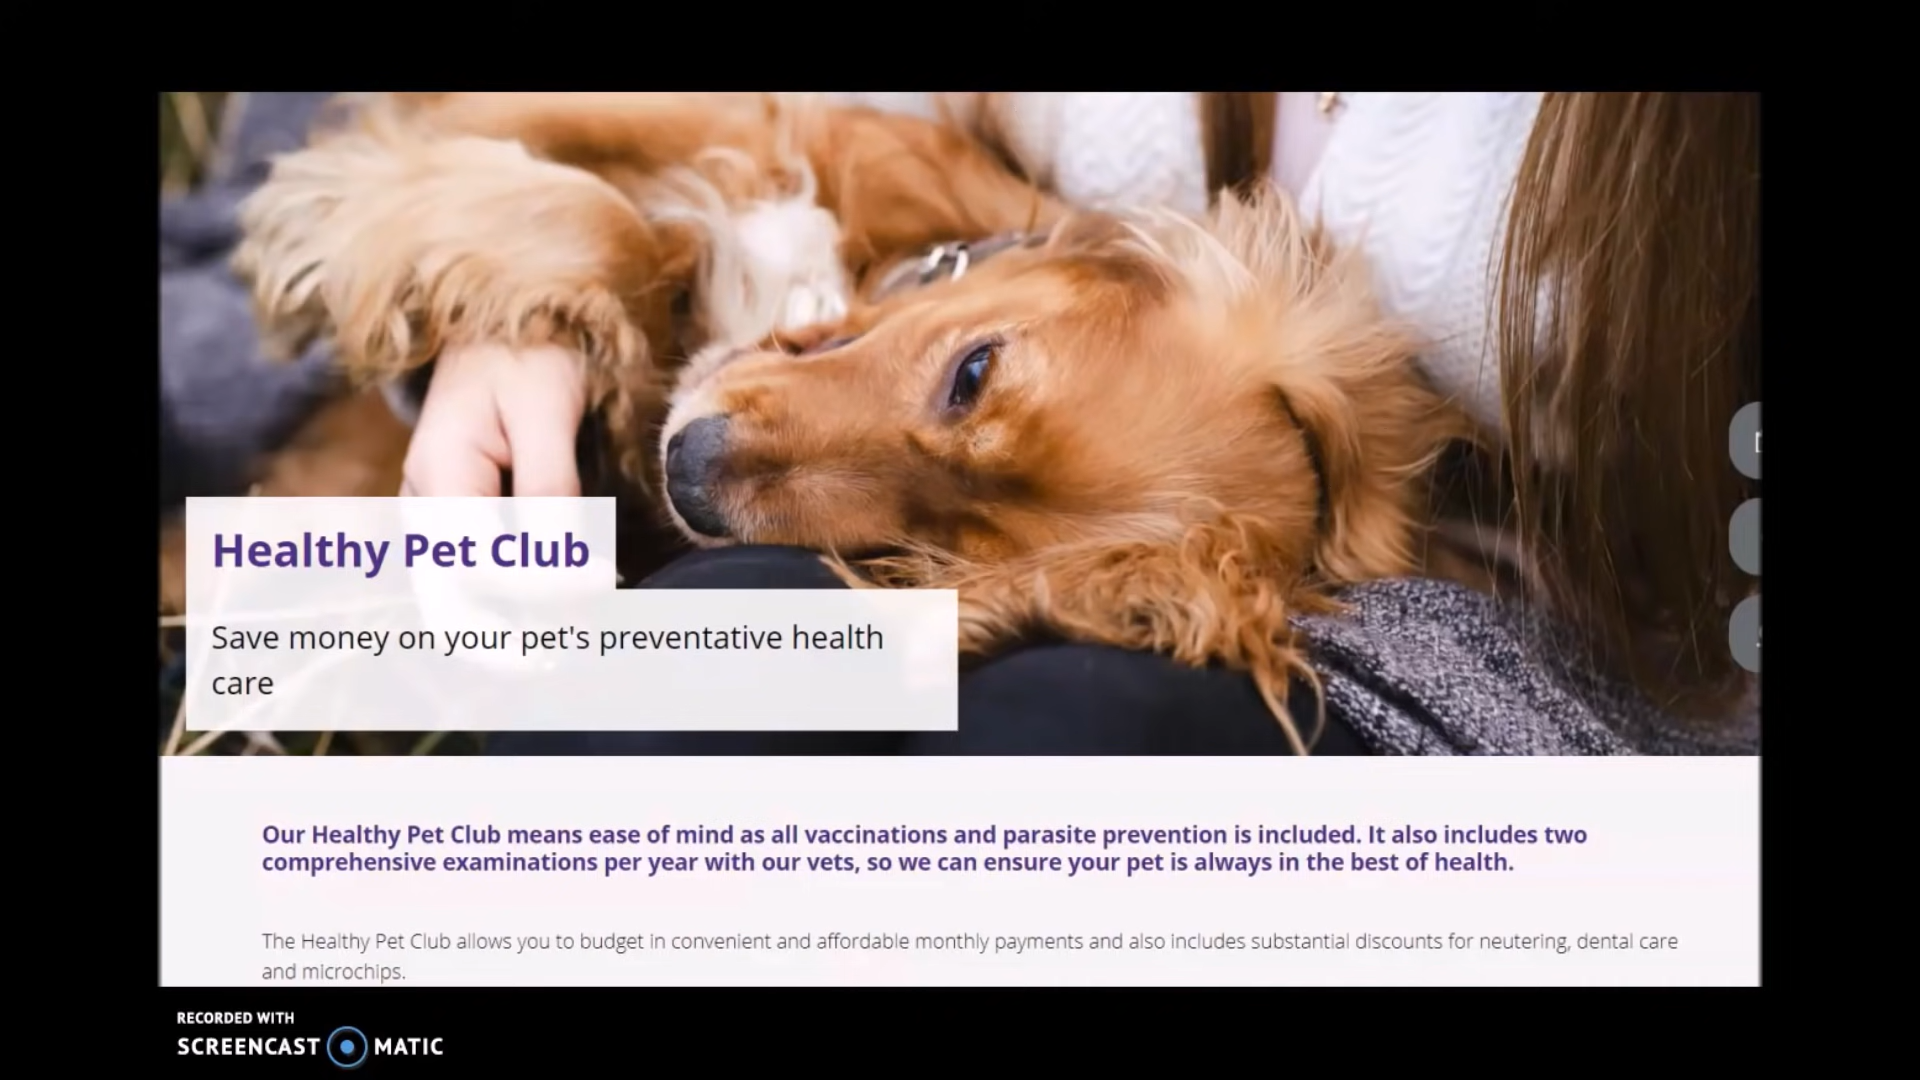 Healthy Pet Club
Save money on your pet's preventative health
care
Our Healthy Pet Club means ease of mind as all vaccinations and parasite prevention is included. It also includes two
comprehensive examinations per year with our vets, so we can ensure your pet is always in the best of health.
The Healthy Pet Club allows you to budget in convenient and affordable monthly payments and also includes substantial discounts for neutering, dental care
and microchips.
RECORDED WITH
SCREENCAST MATIC